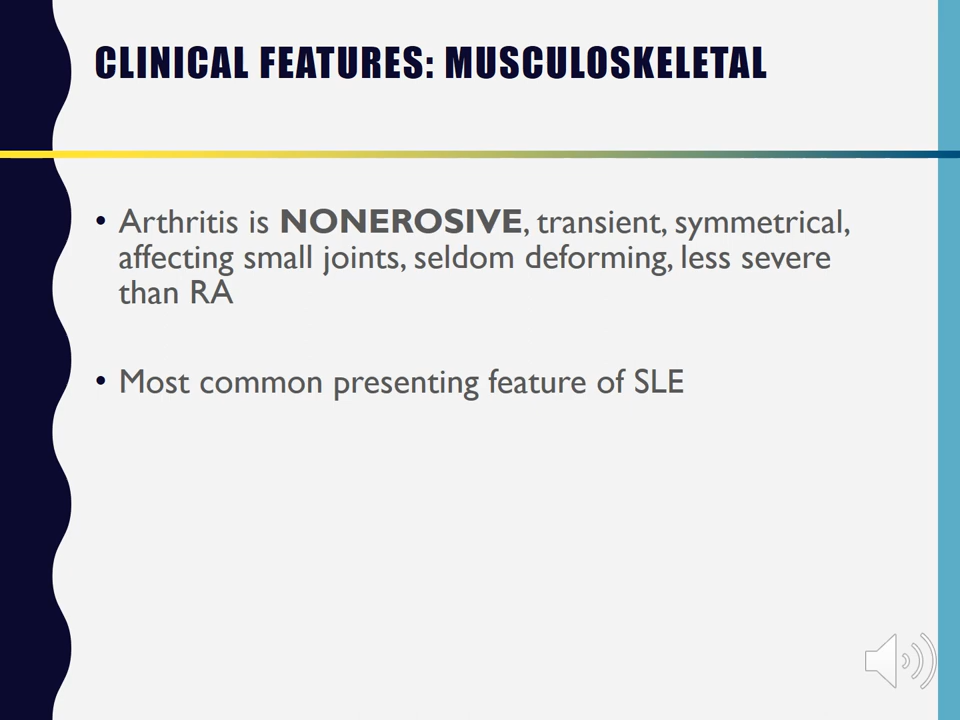 CLINICAL FEATURES: MUSCULOSKELETAL
• Arthritis is NONEROSIVE, transient, symmetrical,
affecting small joints, seldom deforming, less severe
than RA
• Most common presenting feature of SLE